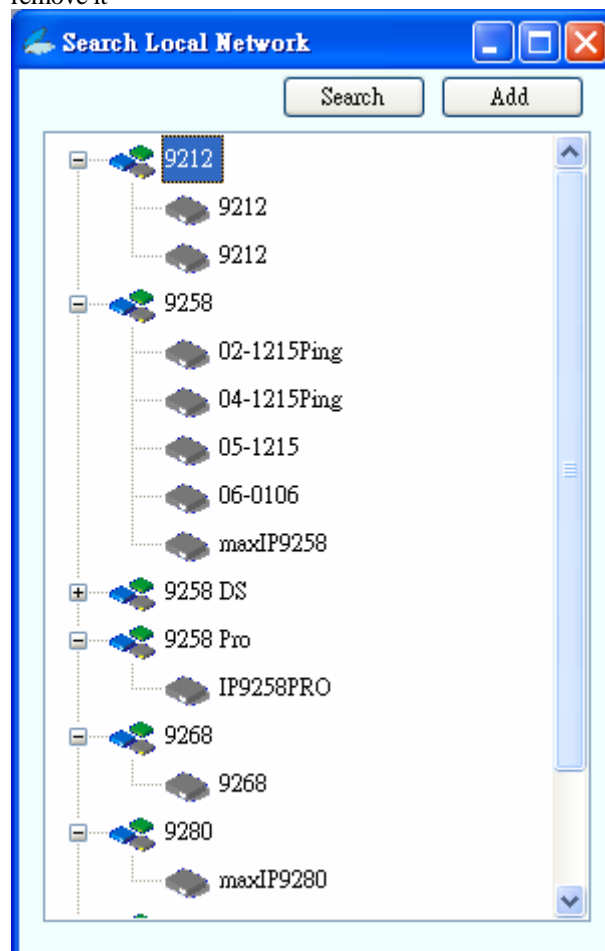 remove it
Search Local Network
Search Add
9212
9212
9212
9258
02-1215Ping
04-1215Ping
05-1215
06-0106
maxIP9258
9258 DS
9258 Pro
IP9258PRO
9268
9268
9280
maxIP9280